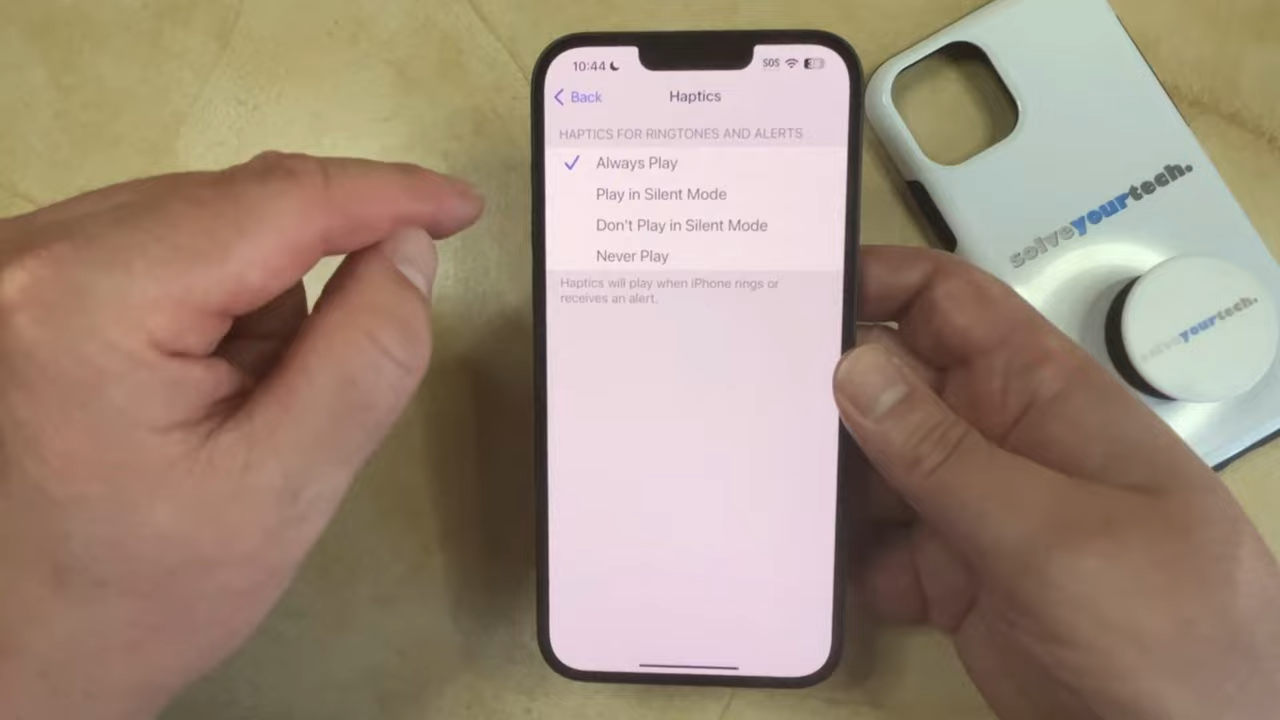 10:44
SOS
Back
Haptics
HAPTICS FOR RINGTONES AND ALERTS
Always Play
Play in Silent Mode
Don't Play in Silent Mode
Never Play
Haptics will play when iPhone rings or
receives an alert.
solveyourtech.
solveyourtech.